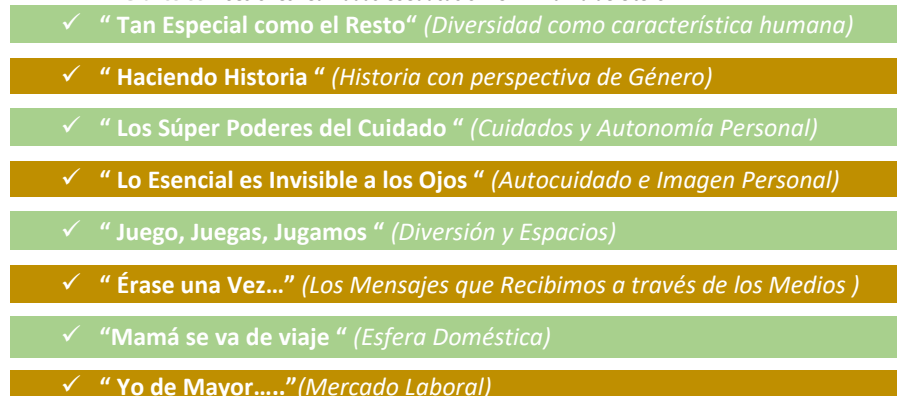 ✓ “ Tan Especial como el Resto“ (Diversidad como característica humana)
✓ “ Haciendo Historia “ (Historia con perspectiva de Género)
✓ “ Los Súper Poderes del Cuidado “ (Cuidados y Autonomía Personal)
✓ “ Lo Esencial es Invisible a los Ojos “ (Autocuidado e Imagen Personal)
✓ “ Juego, Juegas, Jugamos “ (Diversión y Espacios)
✓ “ Érase una Vez…” (Los Mensajes que Recibimos a través de los Medios )
✓ “Mamá se va de viaje “ (Esfera Doméstica)
✓ “ Yo de Mayor…..”(Mercado Laboral)